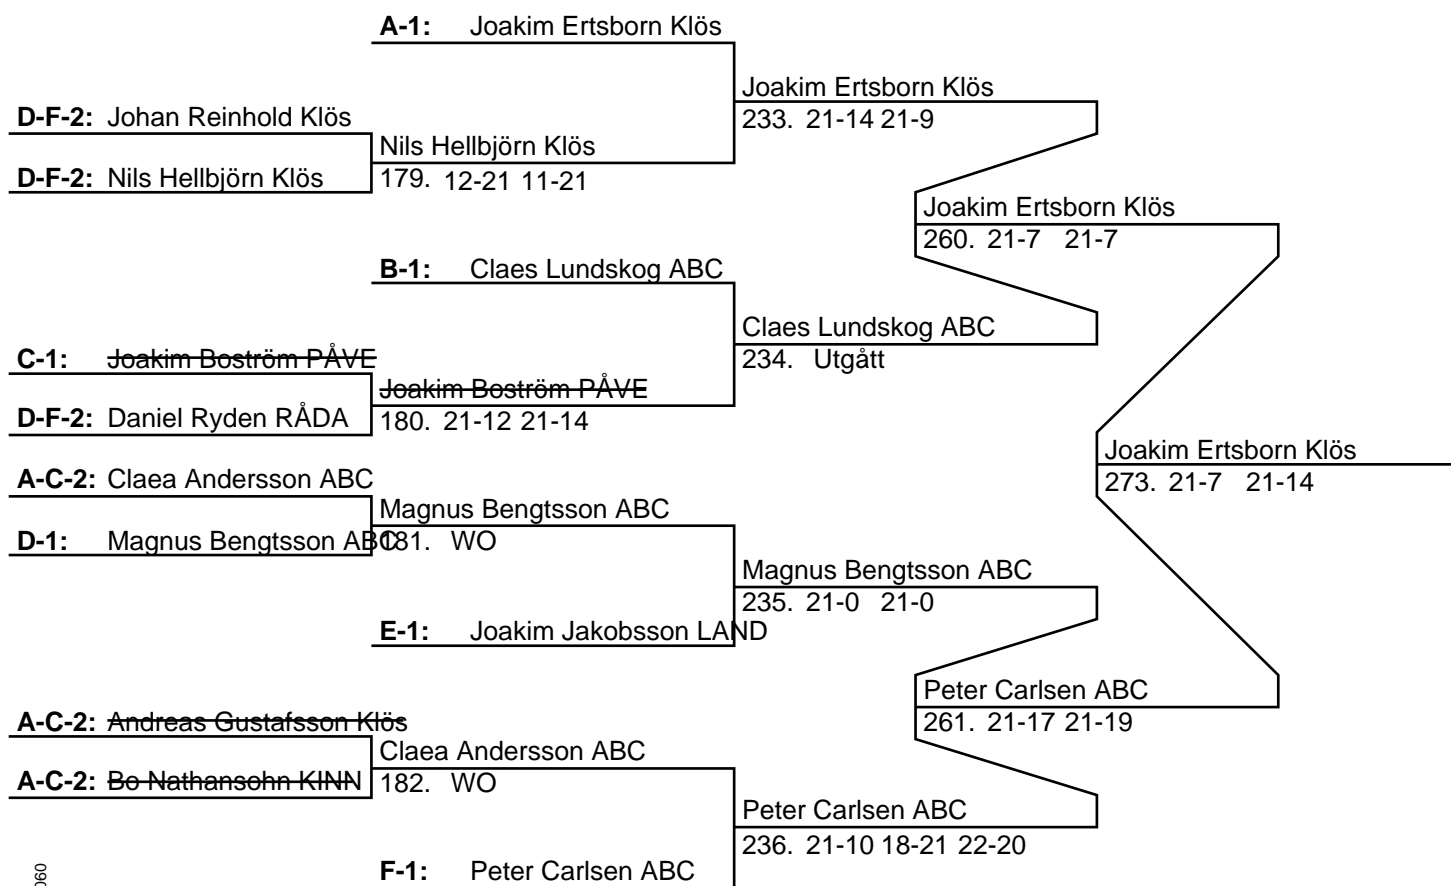 A-1: Joakim Ertsborn Klös
Joakim Ertsborn Klös
233. 21-14 21-9
D-F-2: Johan Reinhold Klös
Nils Hellbjörn Klös
179. 12-21 11-21
D-F-2: Nils Hellbjörn Klös
Joakim Ertsborn Klös
260. 21-7 21-7
B-1: Claes Lundskog ABC
Claes Lundskog ABC
234. Utgått
C-1: Joakim Boström PÅVE
Joakim Boström PÅVE
180. 21-12 21-14
D-F-2: Daniel Ryden RÅDA
Joakim Ertsborn Klös
273. 21-7 21-14
A-C-2: Claea Andersson ABC
Magnus Bengtsson ABC
181. WO
D-1: Magnus Bengtsson ABC
Magnus Bengtsson ABC
235. 21-0 21-0
E-1: Joakim Jakobsson LAND
Peter Carlsen ABC
261. 21-17 21-19
A-C-2: Andreas Gustafsson Klös
Claea Andersson ABC
182. WO
A-C-2: Bo Nathansohn KINN
Peter Carlsen ABC
236. 21-10 18-21 22-20
F-1: Peter Carlsen ABC